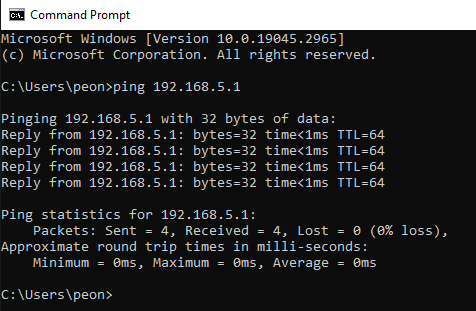 Command Prompt
Microsoft Windows [Version 10.0.19045.2965]
(c) Microsoft Corporation. All rights reserved.
C:\Users\peon>ping 192.168.5.1
Pinging 192.168.5.1 with 32 bytes of data:
Reply from 192.168.5.1: bytes=32 time<1ms TTL=64
Reply from 192.168.5.1: bytes=32 time<1ms TTL=64
Reply from 192.168.5.1: bytes=32 time<1ms TTL=64
Reply from 192.168.5.1: bytes=32 time<1ms TTL=64
Ping statistics for 192.168.5.1:
    Packets: Sent = 4, Received = 4, Lost = 0 (0% loss),
Approximate round trip times in milli-seconds:
    Minimum = 0ms, Maximum = 0ms, Average = 0ms
C:\Users\peon>